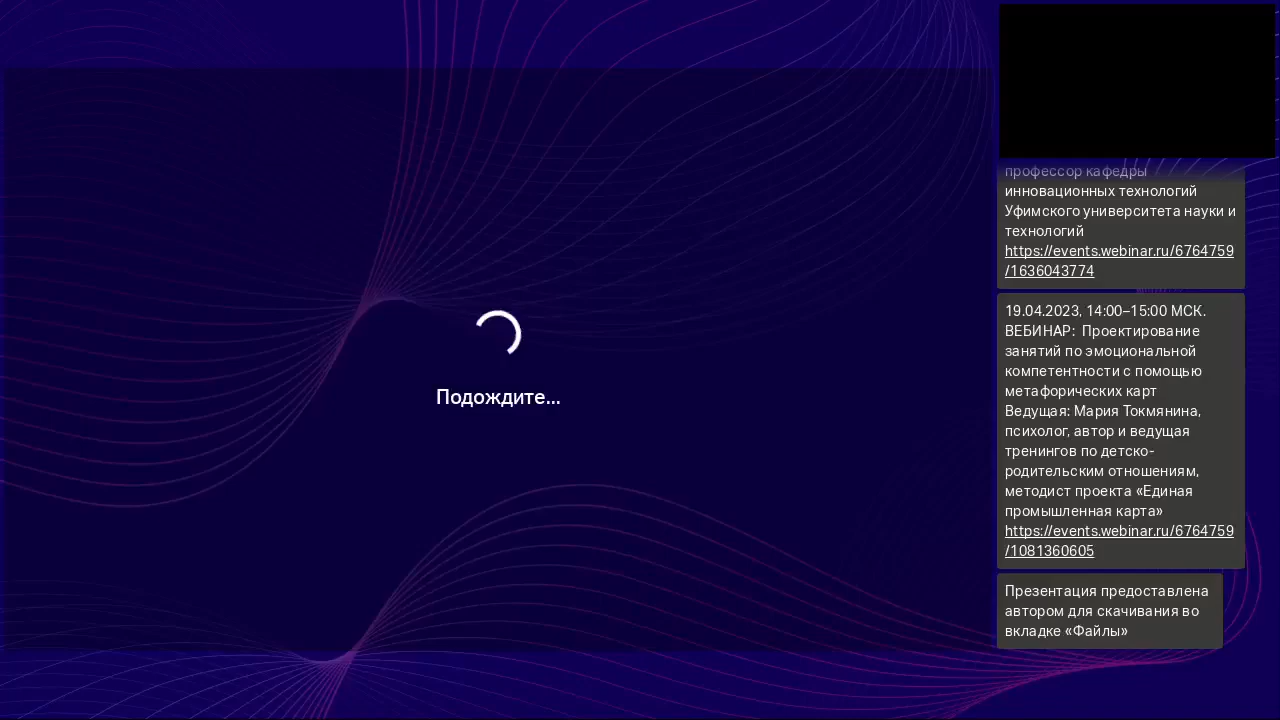 Подождите...
профессор кафедры
инновационных технологий
Уфимского университета науки и
технологий
https://events.webinar.ru/6764759
/1636043774
19.04.2023, 14:00–15:00 МСК.
ВЕБИНАР:  Проектирование
занятий по эмоциональной
компетентности с помощью
метафорических карт
Ведущая: Мария Токмянина,
психолог, автор и ведущая
тренингов по детско-
родительским отношениям,
методист проекта «Единая
промышленная карта»
https://events.webinar.ru/6764759
/1081360605
Презентация предоставлена
автором для скачивания во
вкладке «Файлы»